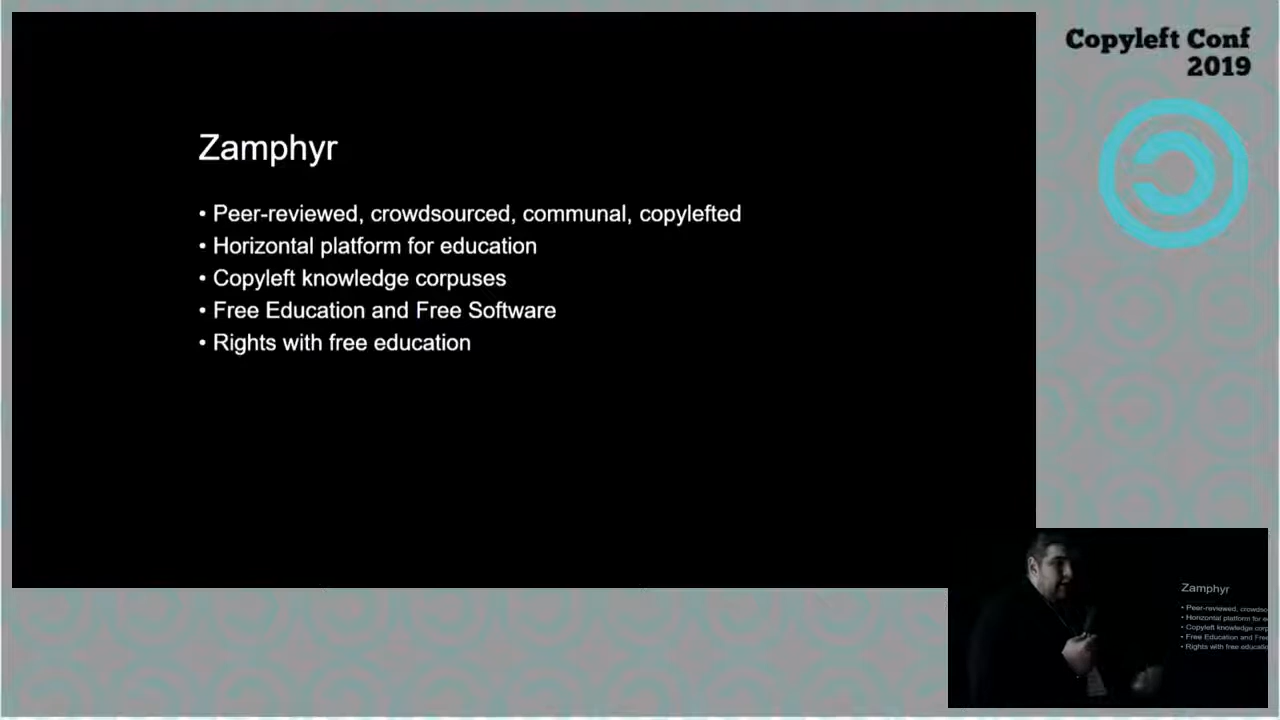 Copyleft Conf
2019
Zamphyr
• Peer-reviewed, crowdsourced, communal, copylefted
• Horizontal platform for education
• Copyleft knowledge corpuses
• Free Education and Free Software
• Rights with free education
Zamphyr
• Peer-reviewed, crowdso
• Horizontal platform for e
• Copyleft knowledge corp
• Free Education and Free
• Rights with free educatio